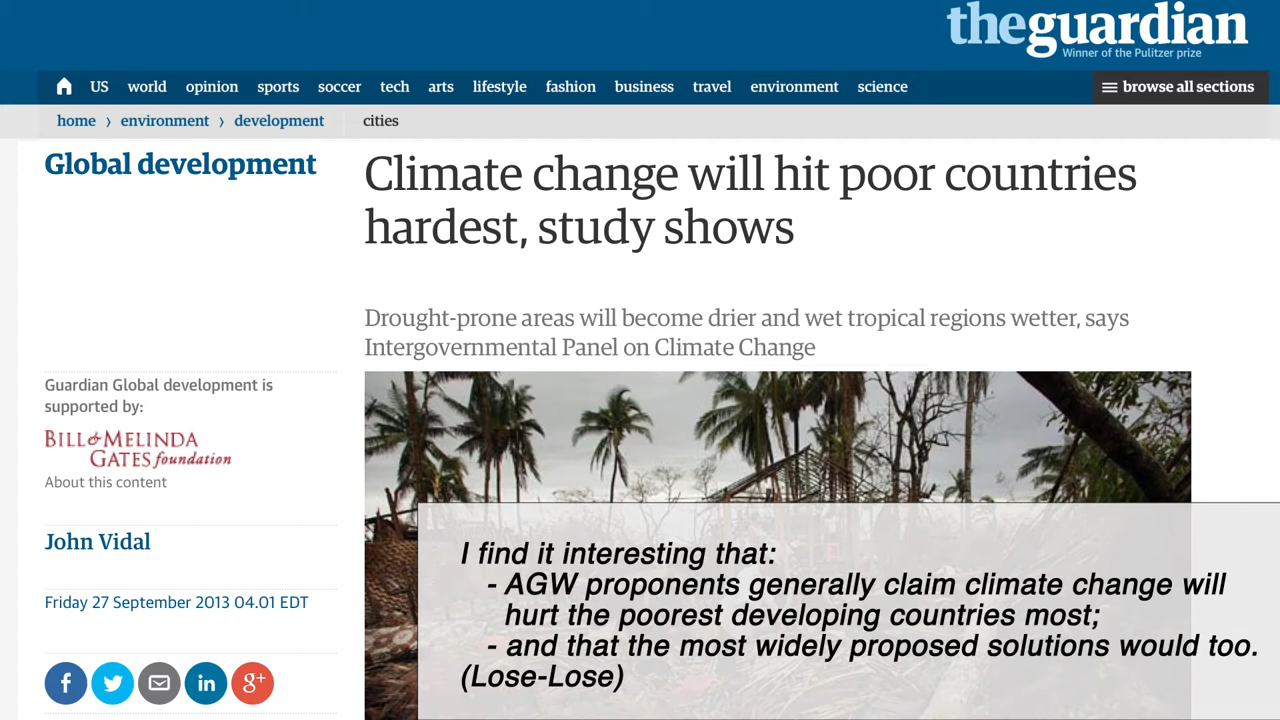 theguardian
Winner of the Pulitzer prize
US world opinion sports soccer tech arts lifestyle fashion business travel environment science browse all sections
home › environment › development cities
Global development
Climate change will hit poor countries
hardest, study shows
Drought-prone areas will become drier and wet tropical regions wetter, says
Intergovernmental Panel on Climate Change
Guardian Global development is
supported by:
BILL & MELINDA
GATES foundation
About this content
John Vidal
Friday 27 September 2013 04.01 EDT
f in g+
I find it interesting that:
- AGW proponents generally claim climate change will
hurt the poorest developing countries most;
- and that the most widely proposed solutions would too.
(Lose-Lose)